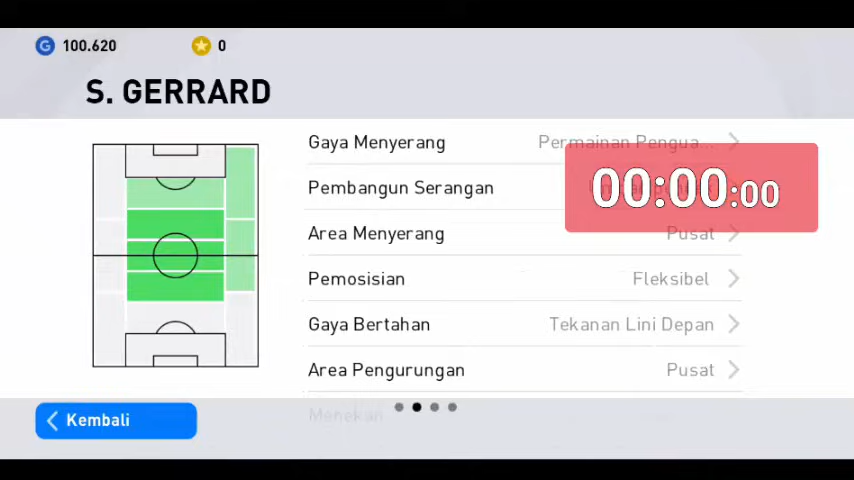 G 100.620 0
S. GERRARD
Gaya Menyerang Permainan Pengua...
Pembangun Serangan
00:00:00
Area Menyerang Pusat
Pemosisian Fleksibel
Gaya Bertahan Tekanan Lini Depan
Area Pengurungan Pusat
Menekan
Kembali